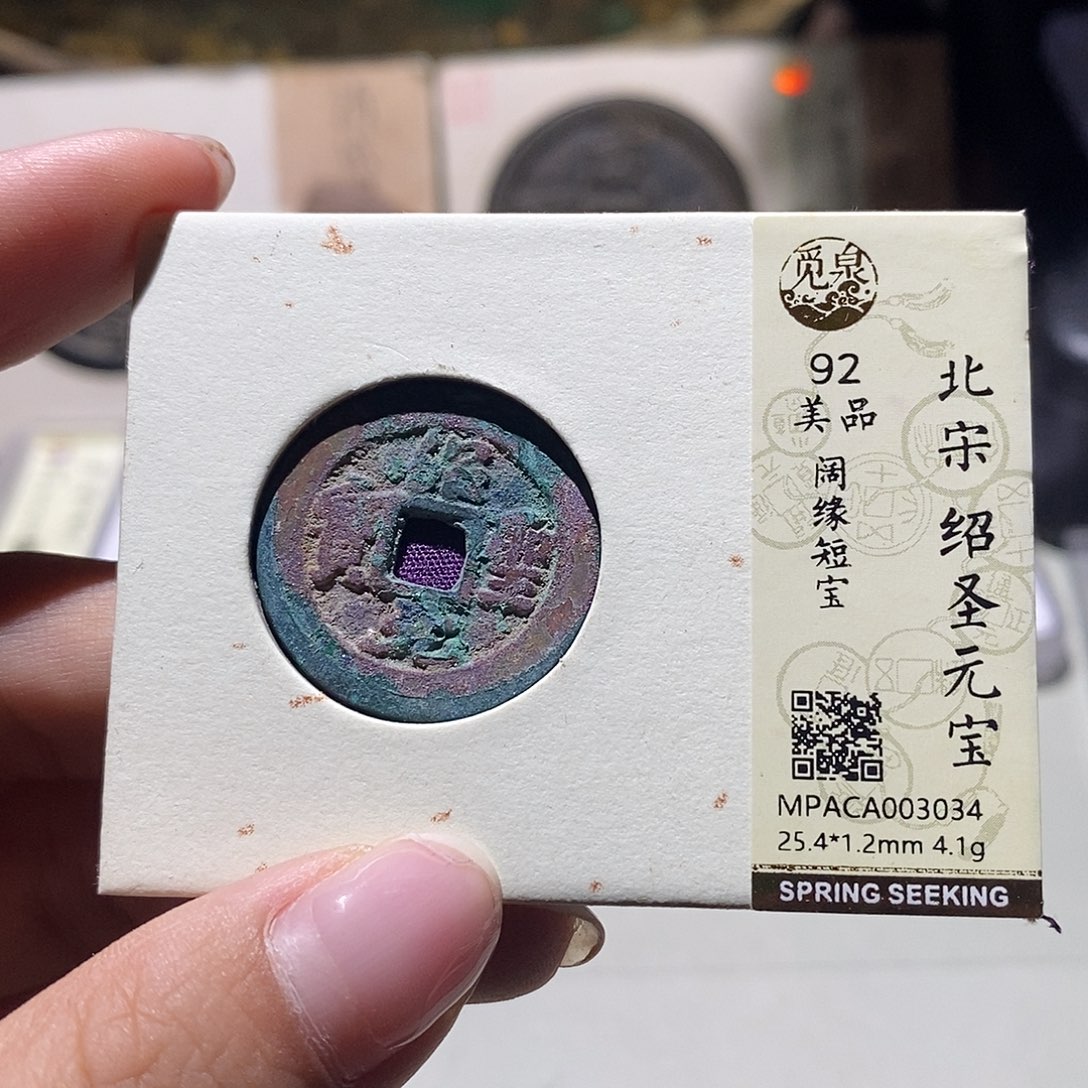 觅泉
92
美品
阔缘短宝
北宋绍圣元宝
MPACA003034
25.4*1.2mm 4.1g
SPRING SEEKING